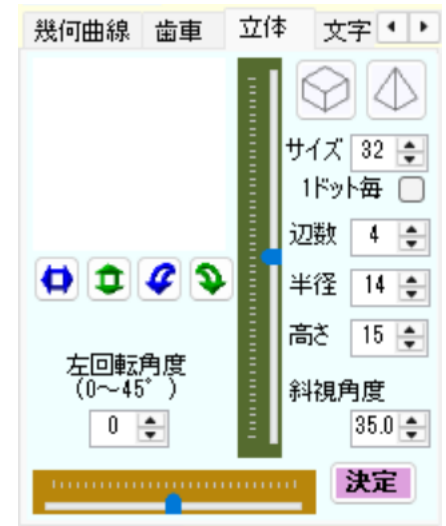 幾何曲線 歯車 立体 文字
サイズ 32
1ドット毎
辺数 4
半径 14
高さ 15
左回転角度
(0～45°)
0
斜視角度
35.0
決定